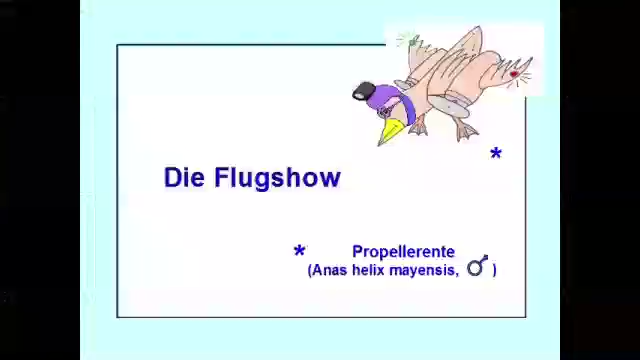 *
Die Flugshow
* Propellerente
(Anas helix mayensis, ♂ )